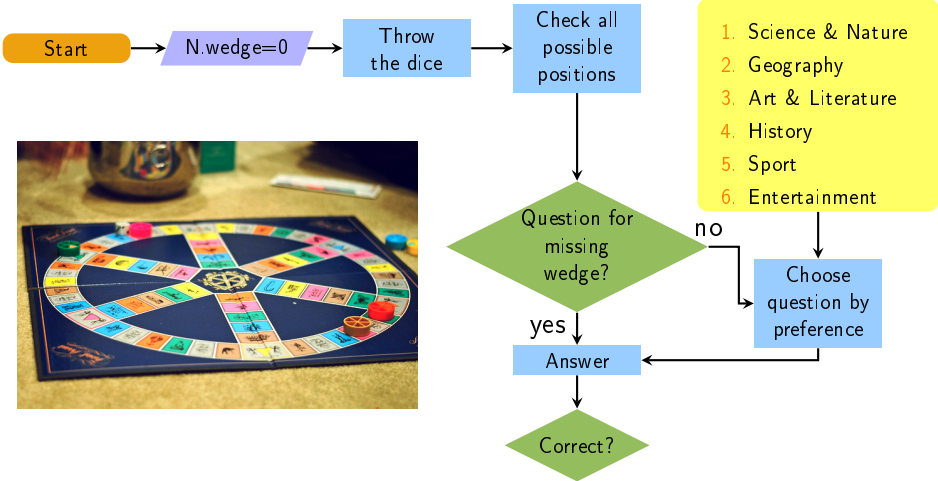 Start
N.wedge=0
Throw
the dice
Check all
possible
positions
1. Science & Nature
2. Geography
3. Art & Literature
4. History
5. Sport
6. Entertainment
Question for
missing
wedge?
no
yes
Choose
question by
preference
Answer
Correct?